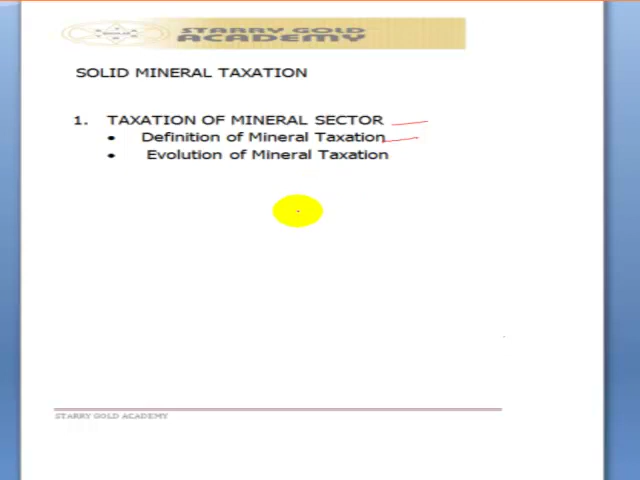 STARRY GOLD
ACADEMY
SOLID MINERAL TAXATION
1. TAXATION OF MINERAL SECTOR
• Definition of Mineral Taxation
• Evolution of Mineral Taxation
STARRY GOLD ACADEMY